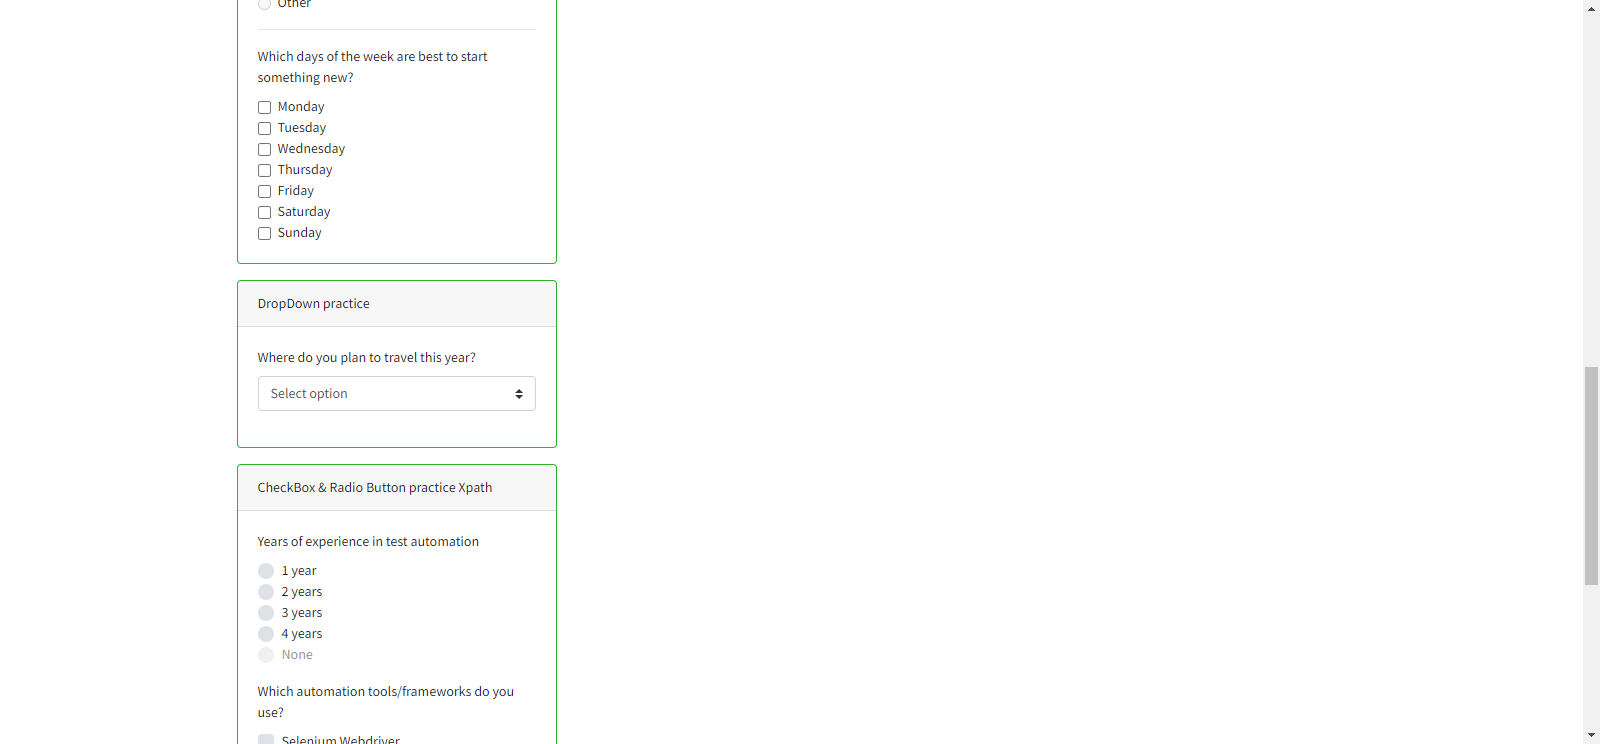 Other
Which days of the week are best to start
something new?
Monday
Tuesday
Wednesday
Thursday
Friday
Saturday
Sunday
DropDown practice
Where do you plan to travel this year?
Select option
CheckBox & Radio Button practice Xpath
Years of experience in test automation
1 year
2 years
3 years
4 years
None
Which automation tools/frameworks do you
use?
Selenium Webdriver